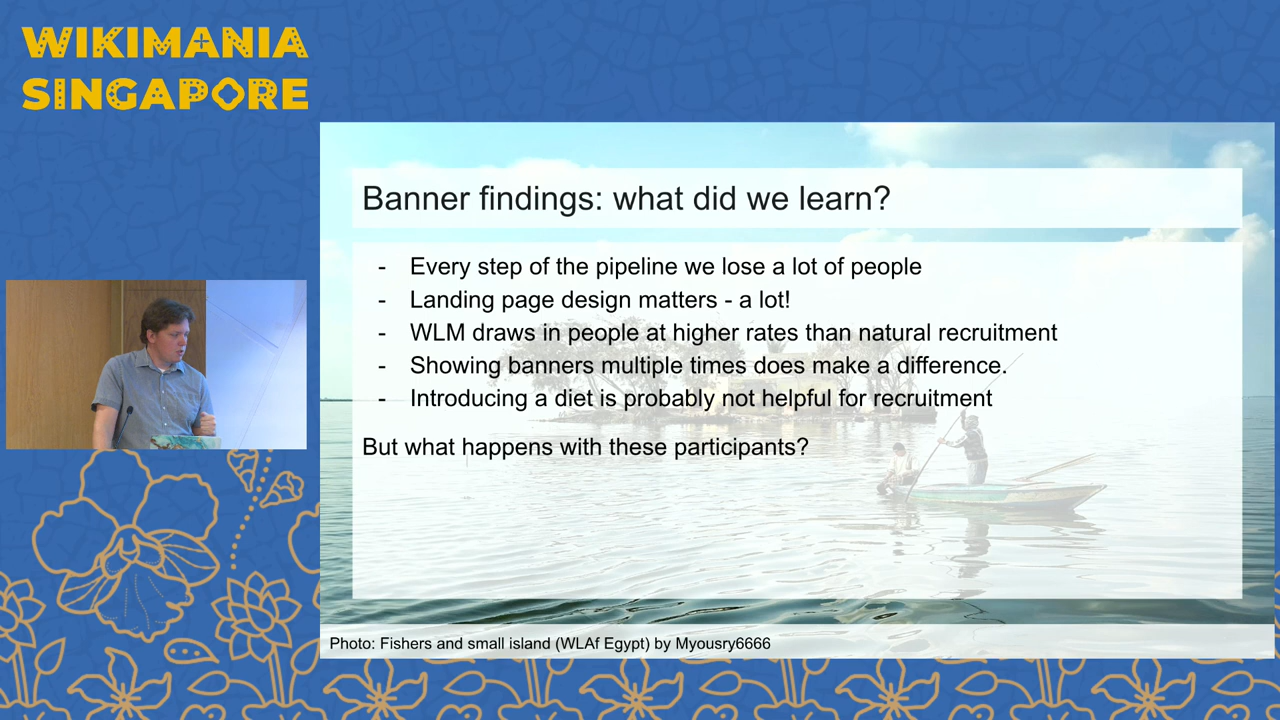 WIKIMANIA
SINGAPORE
Banner findings: what did we learn?
- Every step of the pipeline we lose a lot of people
- Landing page design matters - a lot!
- WLM draws in people at higher rates than natural recruitment
- Showing banners multiple times does make a difference.
- Introducing a diet is probably not helpful for recruitment
But what happens with these participants?
Photo: Fishers and small island (WLAf Egypt) by Myousry6666